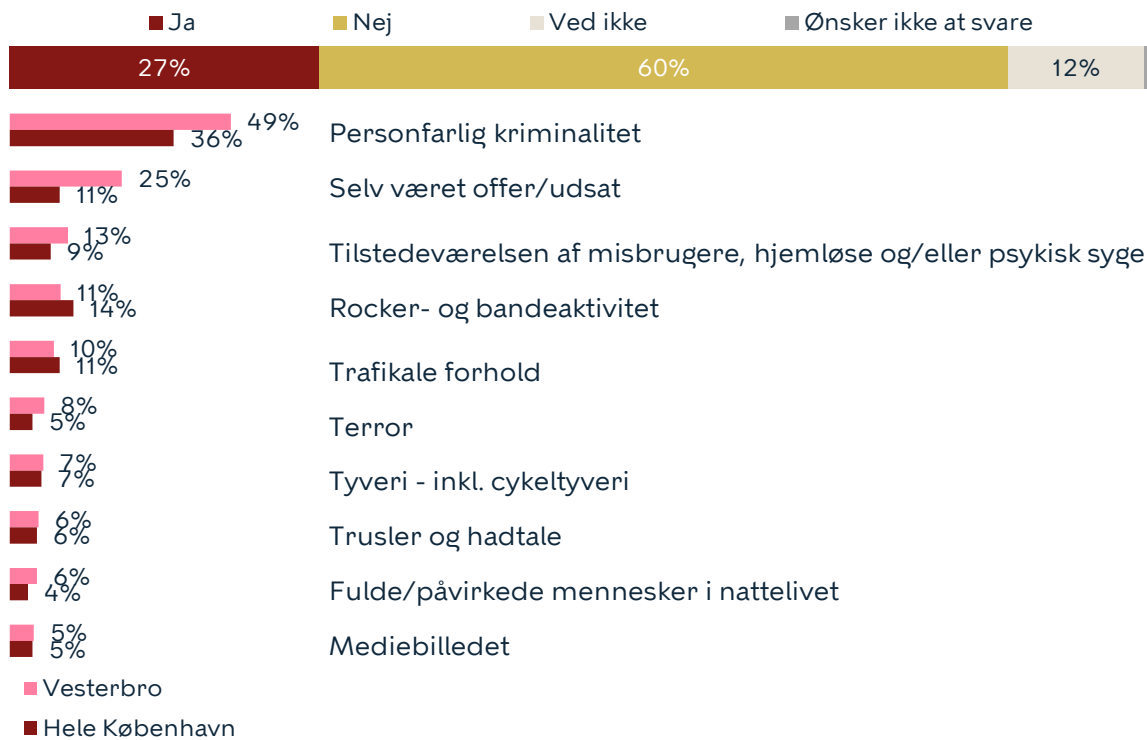 Ja Nej Ved ikke Ønsker ikke at svare
27% 60% 12%
49%
36% Personfarlig kriminalitet
25%
11% Selv været offer/udsat
13%
9% Tilstedeværelsen af misbrugere, hjemløse og/eller psykisk syge
11%
14% Rocker- og bandeaktivitet
10%
11% Trafikale forhold
8%
5% Terror
7%
7% Tyveri - inkl. cykeltyveri
6%
6% Trusler og hadtale
6%
4% Fulde/påvirkede mennesker i nattelivet
5%
5% Mediebilledet
Vesterbro
Hele København